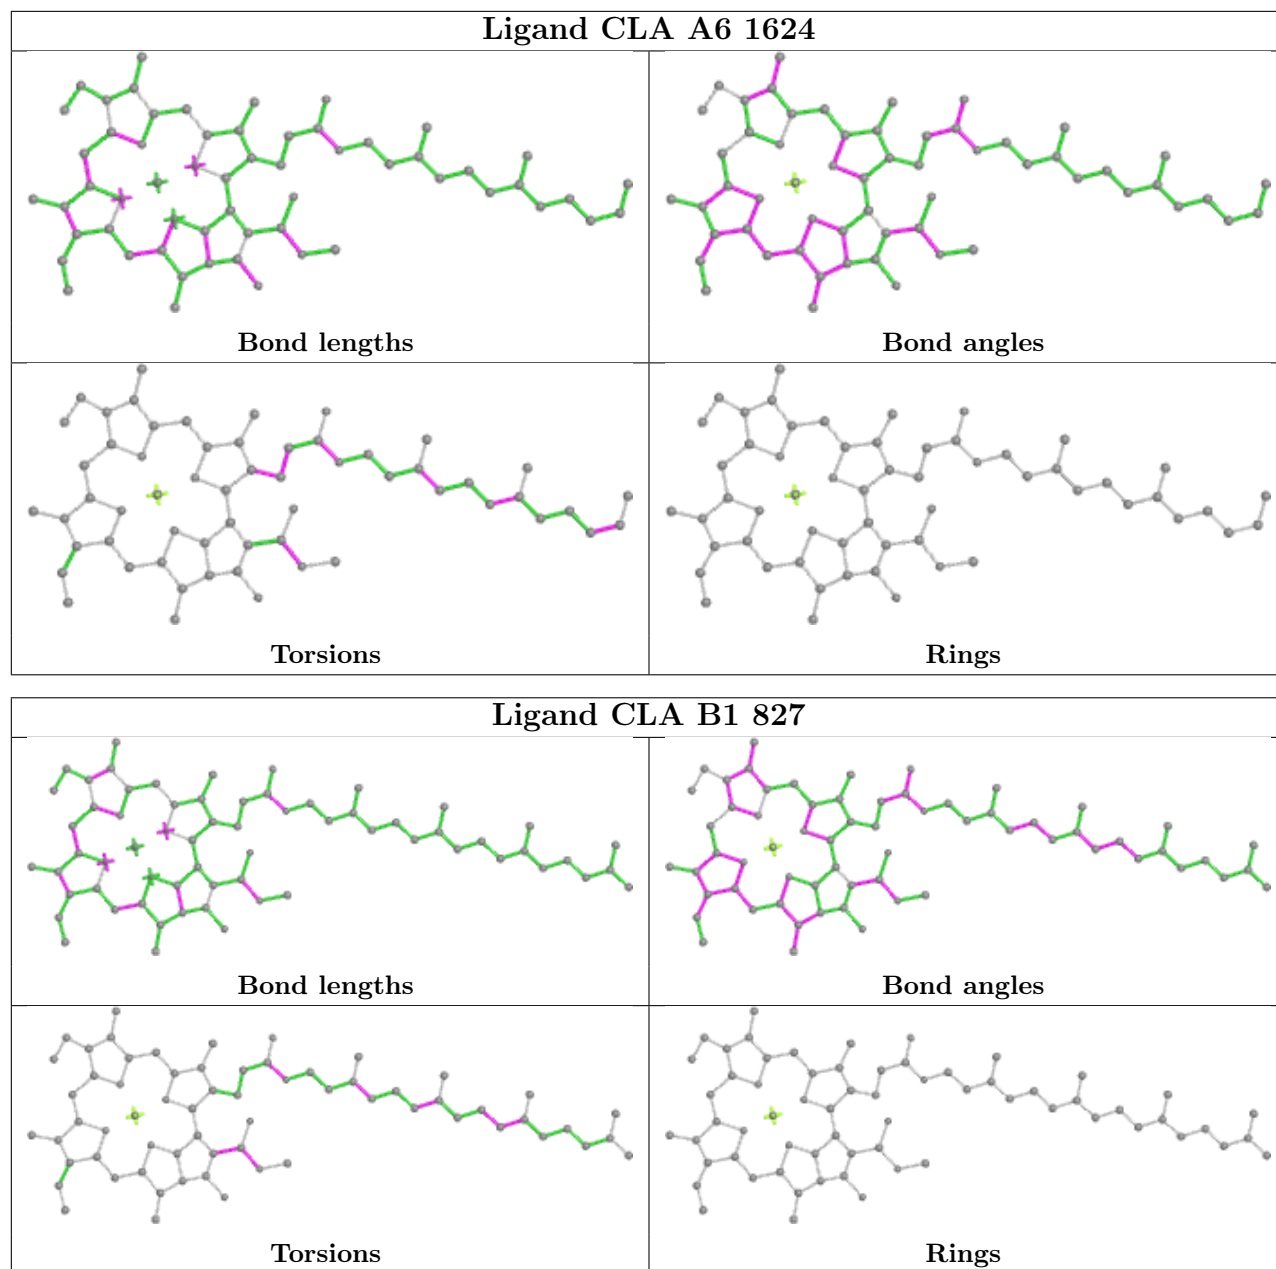 Ligand CLA A6 1624
Bond lengths
Bond angles
Torsions
Rings
Ligand CLA B1 827
Bond lengths
Bond angles
Torsions
Rings